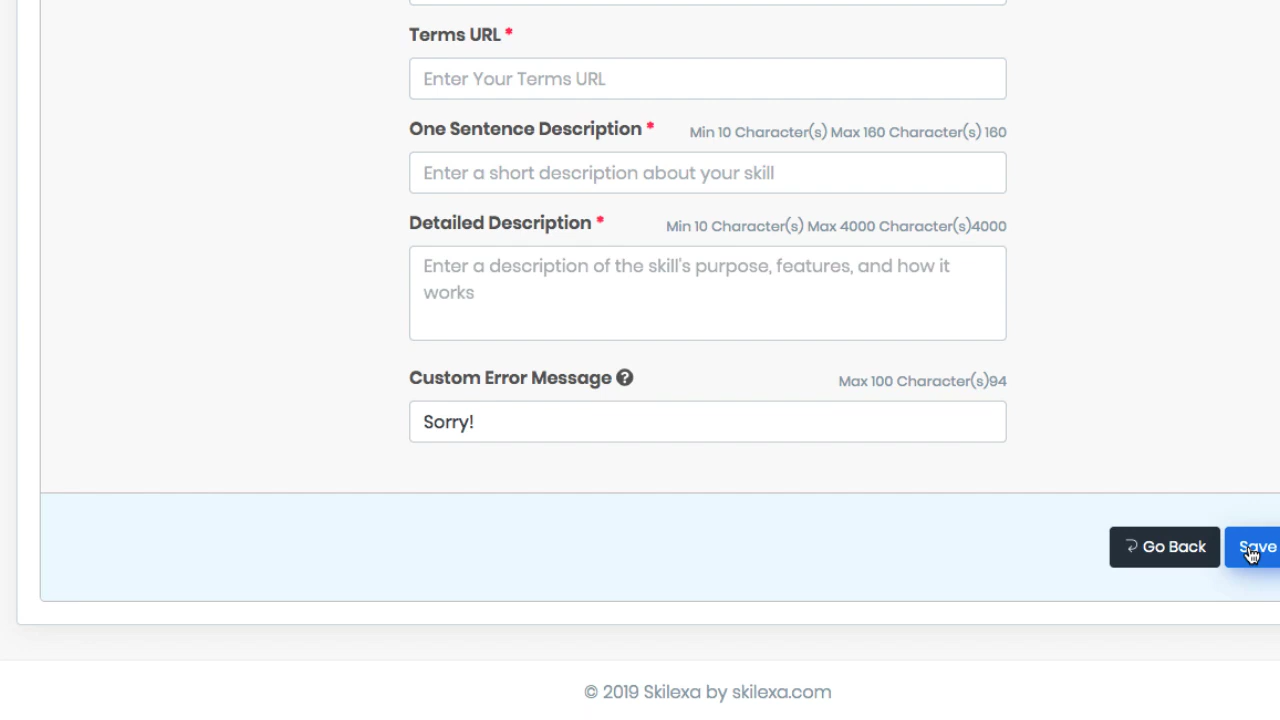 Terms URL *
Enter Your Terms URL
One Sentence Description * Min 10 Character(s) Max 160 Character(s) 160
Enter a short description about your skill
Detailed Description * Min 10 Character(s) Max 4000 Character(s)4000
Enter a description of the skill's purpose, features, and how it
works
Custom Error Message ? Max 100 Character(s)94
Sorry!
Go Back Save
© 2019 Skilexa by skilexa.com